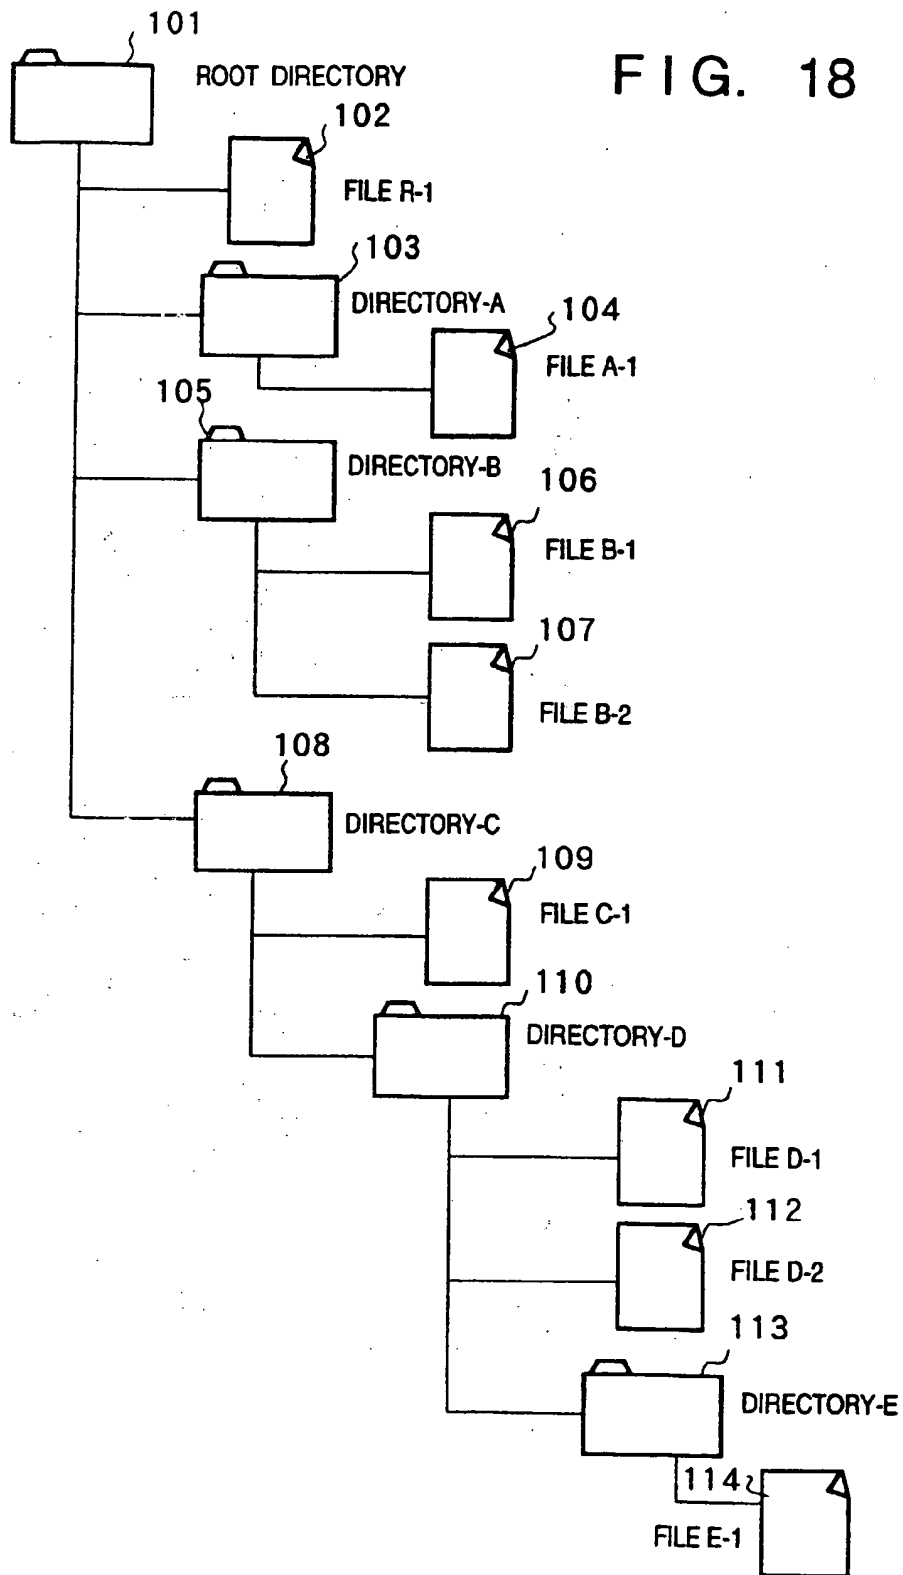 101
FIG. 18
ROOT DIRECTORY
102
FILE R-1
103
DIRECTORY-A
104
FILE A-1
105
DIRECTORY-B
106
FILE B-1
107
FILE B-2
108
DIRECTORY-C
109
FILE C-1
110
DIRECTORY-D
111
FILE D-1
112
FILE D-2
113
DIRECTORY-E
114
FILE E-1